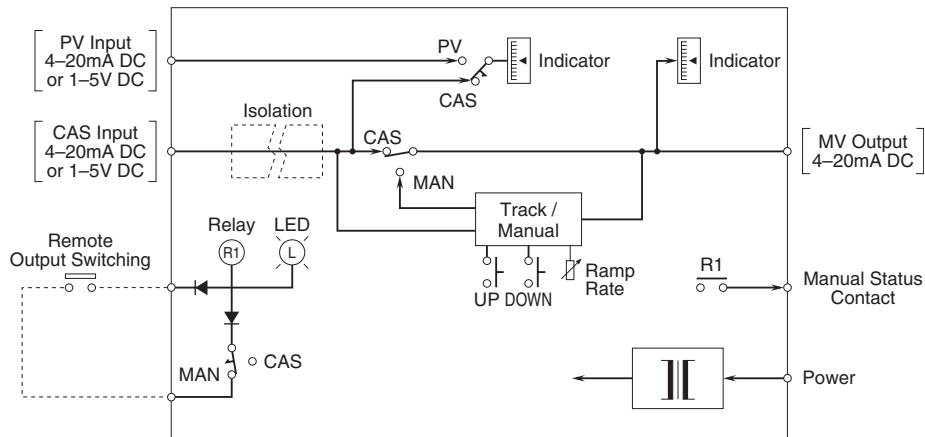 PV Input
4–20mA DC
or 1–5V DC
PV
CAS
Indicator
Indicator
CAS Input
4–20mA DC
or 1–5V DC
Isolation
CAS
MAN
MV Output
4–20mA DC
Track /
Manual
UP
DOWN
Ramp
Rate
Remote
Output Switching
Relay
LED
R1
L
MAN
CAS
R1
Manual Status
Contact
Power